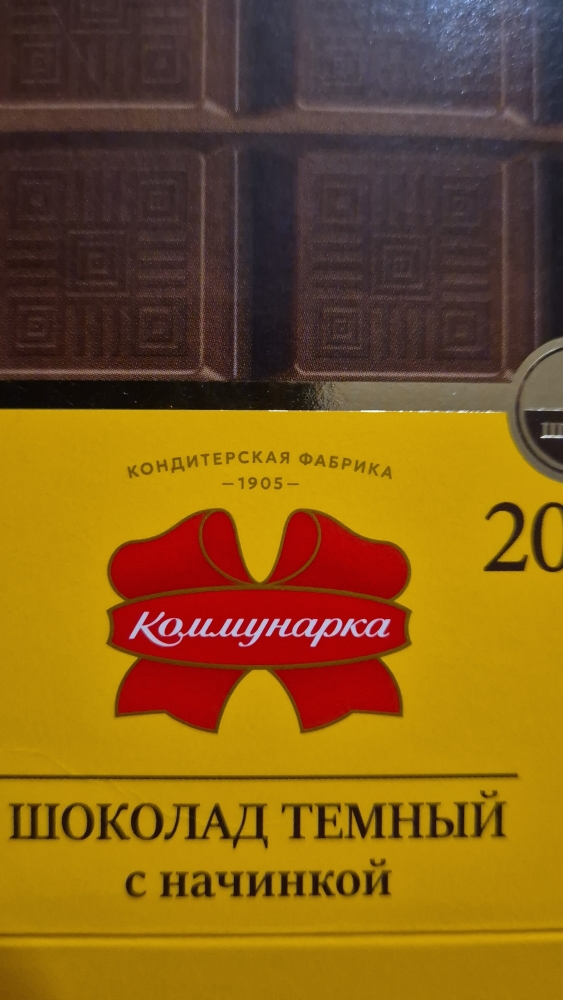 КОНДИТЕРСКАЯ ФАБРИКА
–1905–
20
Коммунарка
ШОКОЛАД ТЕМНЫЙ
с начинкой